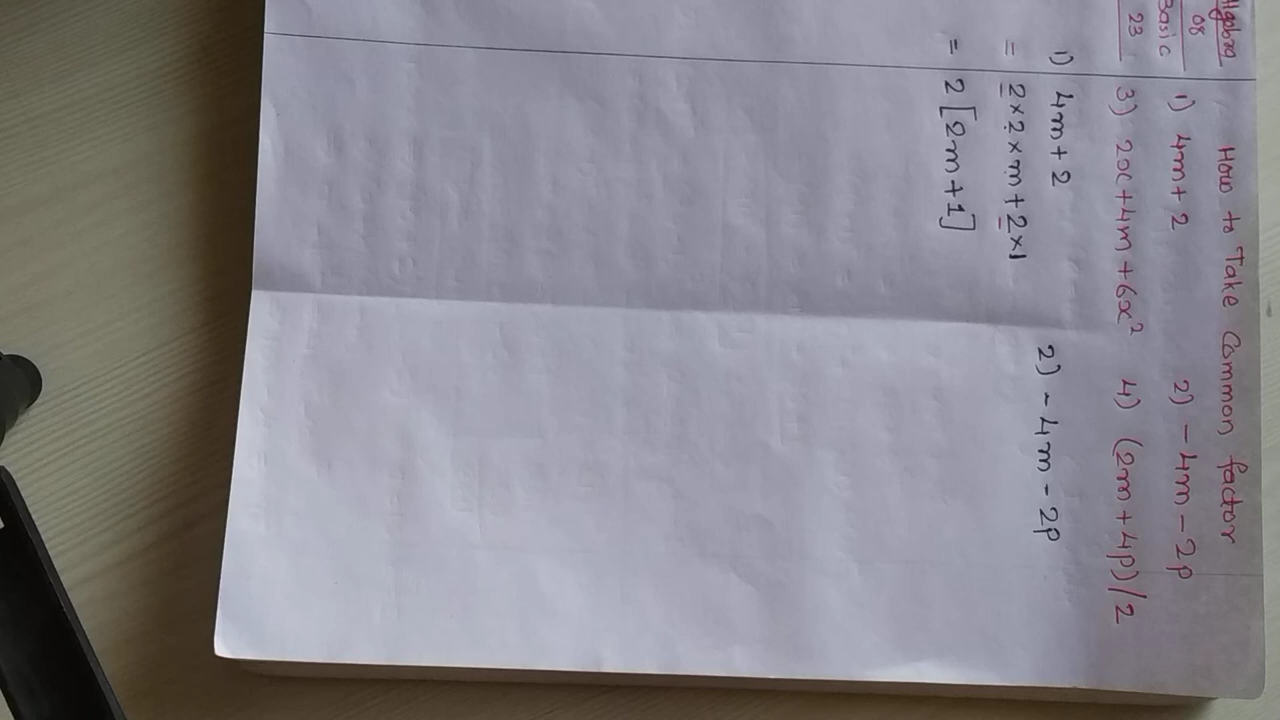 Algebra
08
Basic
23
How to Take Common factor
1) 4m + 2 2) - 4m - 2p
3) 2x + 4m + 6x² 4) (2m + 4p) / 2
1) 4m + 2 2) - 4m - 2p
= 2 × 2 × m + 2 × 1
= 2 [2m + 1]